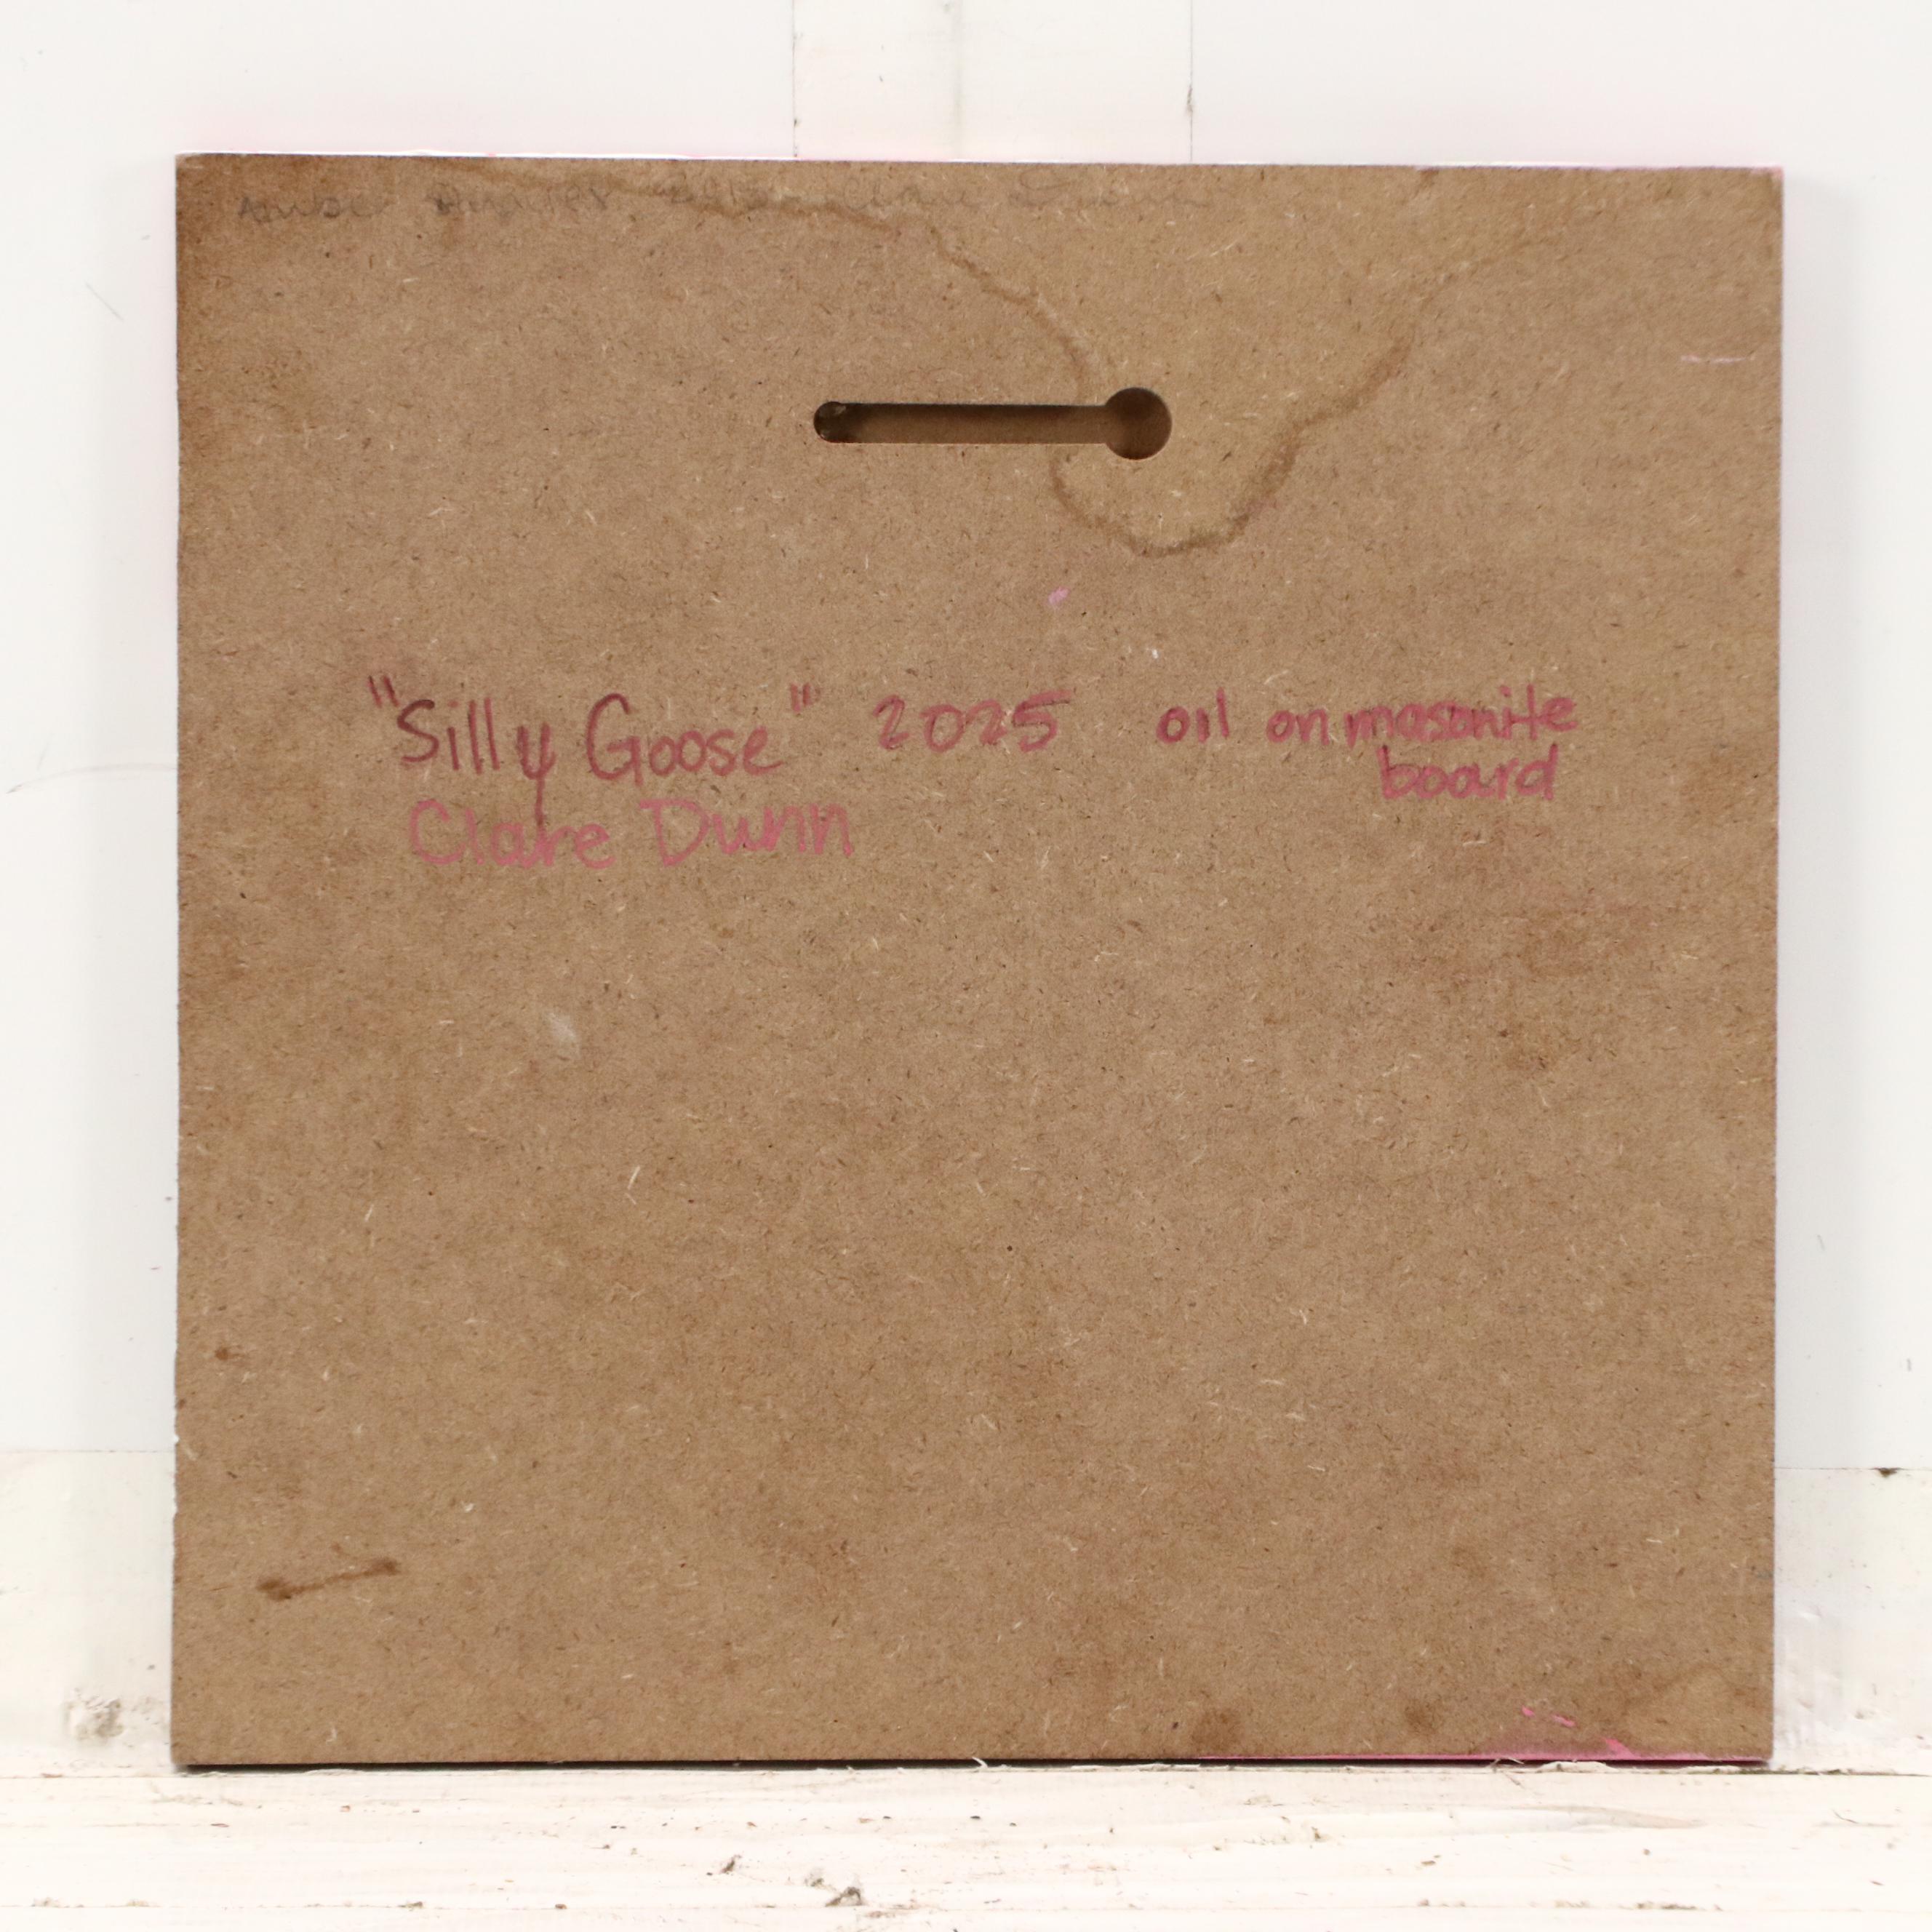 "Silly Goose" 2025 oil on masonite
board
Clare Dunn